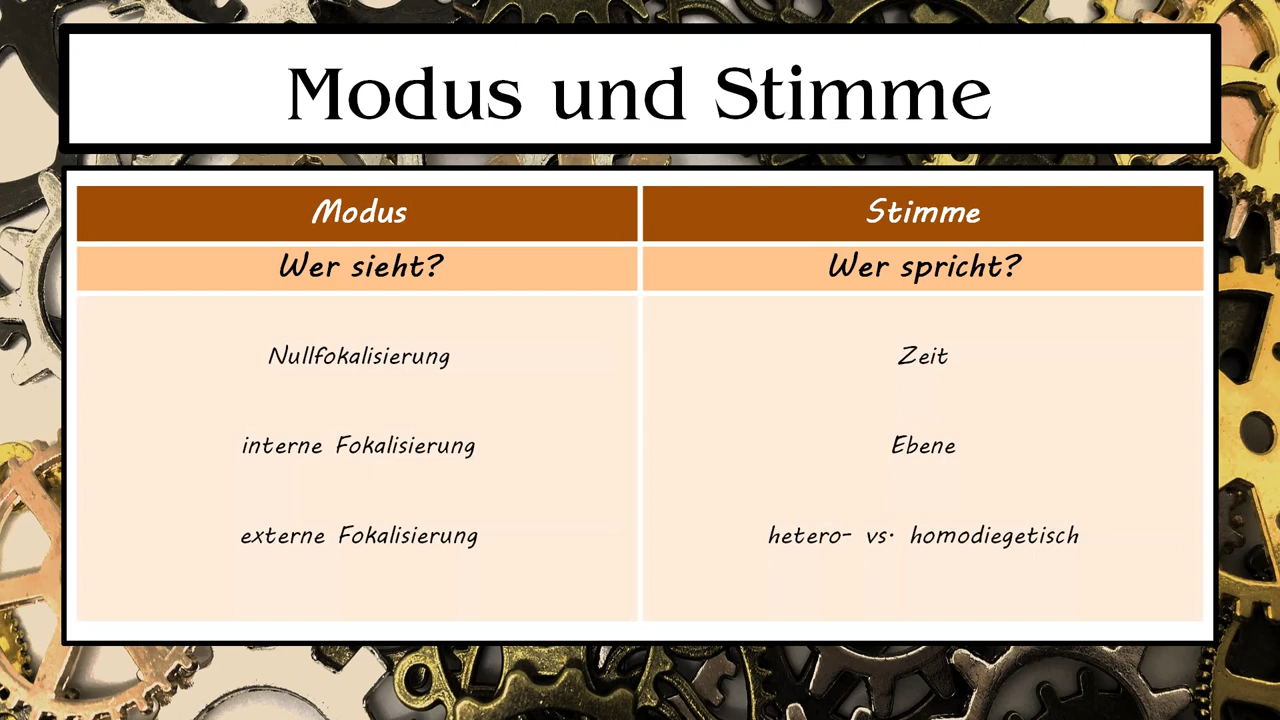 Modus und Stimme
Modus
Stimme
Wer sieht?
Wer spricht?
Nullfokalisierung
Zeit
interne Fokalisierung
Ebene
externe Fokalisierung
hetero- vs. homodiegetisch